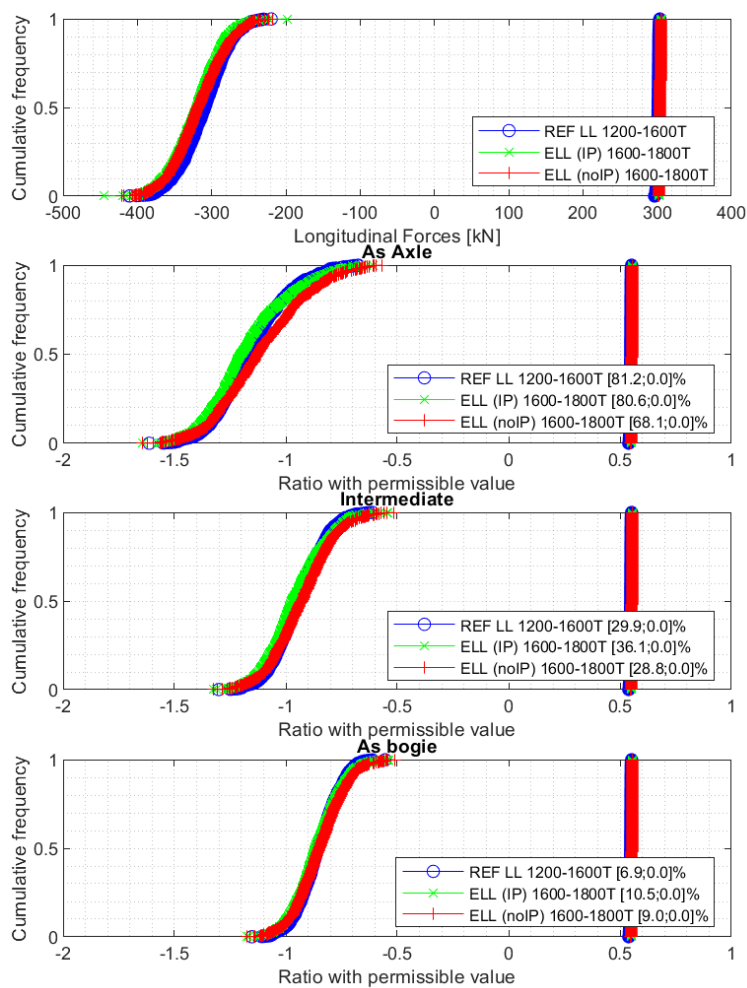 1
0.5
0
Cumulative frequency
REF LL 1200-1600T
ELL (IP) 1600-1800T
ELL (noIP) 1600-1800T
-500 -400 -300 -200 -100 0 100 200 300 400
Longitudinal Forces [kN]
As Axle
1
0.5
0
Cumulative frequency
REF LL 1200-1600T [81.2;0.0]%
ELL (IP) 1600-1800T [80.6;0.0]%
ELL (noIP) 1600-1800T [68.1;0.0]%
-2 -1.5 -1 -0.5 0 0.5 1
Ratio with permissible value
Intermediate
1
0.5
0
Cumulative frequency
REF LL 1200-1600T [29.9;0.0]%
ELL (IP) 1600-1800T [36.1;0.0]%
ELL (noIP) 1600-1800T [28.8;0.0]%
-2 -1.5 -1 -0.5 0 0.5 1
Ratio with permissible value
As bogie
1
0.5
0
Cumulative frequency
REF LL 1200-1600T [6.9;0.0]%
ELL (IP) 1600-1800T [10.5;0.0]%
ELL (noIP) 1600-1800T [9.0;0.0]%
-2 -1.5 -1 -0.5 0 0.5 1
Ratio with permissible value